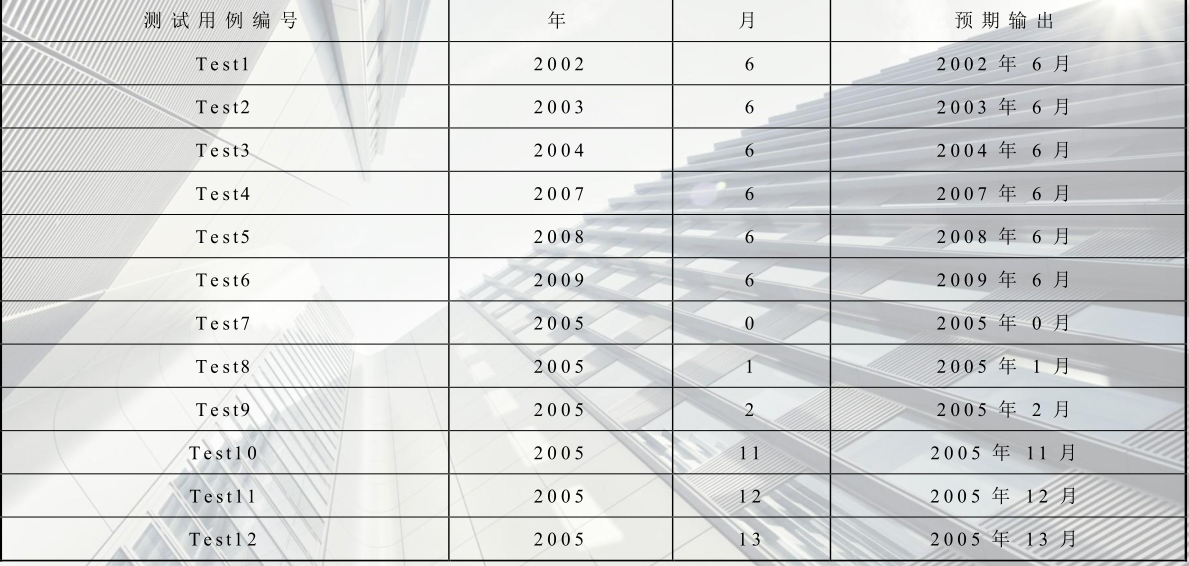 测试用例编号 年 月 预期输出
Test1 2002 6 2002 年 6 月
Test2 2003 6 2003 年 6 月
Test3 2004 6 2004 年 6 月
Test4 2007 6 2007 年 6 月
Test5 2008 6 2008 年 6 月
Test6 2009 6 2009 年 6 月
Test7 2005 0 2005 年 0 月
Test8 2005 1 2005 年 1 月
Test9 2005 2 2005 年 2 月
Test10 2005 11 2005 年 11 月
Test11 2005 12 2005 年 12 月
Test12 2005 13 2005 年 13 月